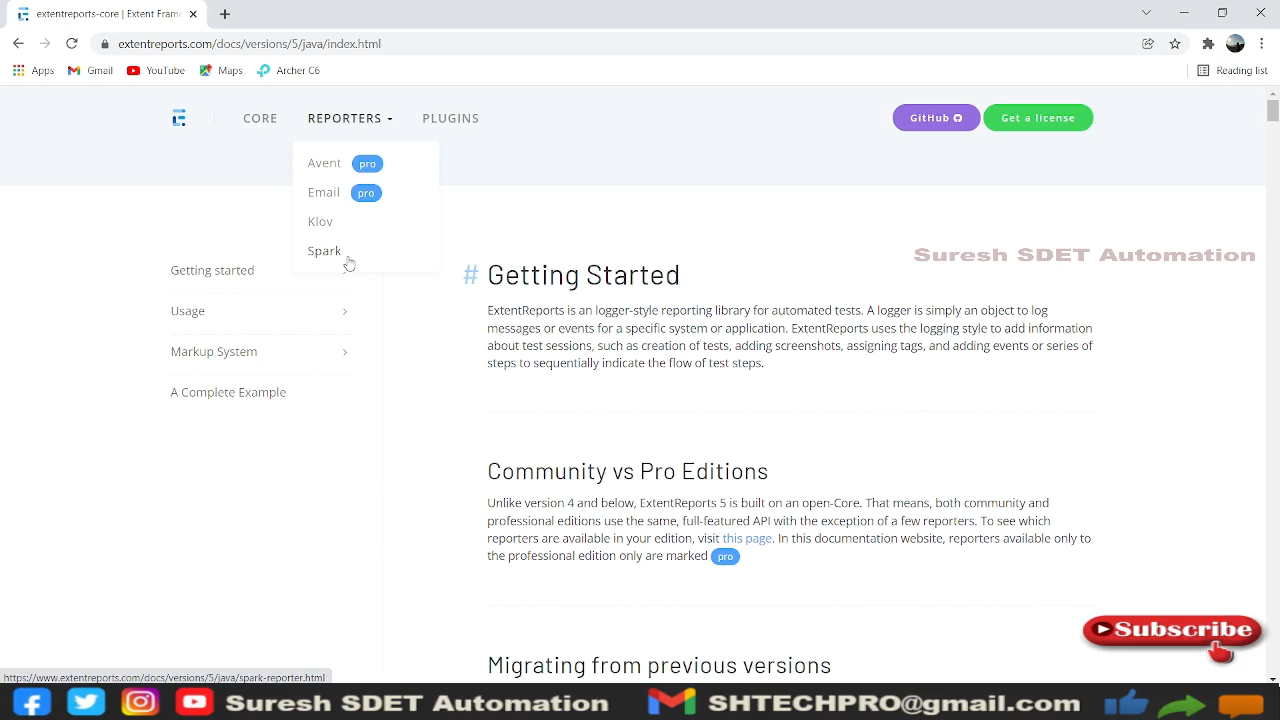 extentreports-core | Extent Fram
extentreports.com/docs/versions/5/java/index.html
Apps
Gmail
YouTube
Maps
Archer C6
Reading list
CORE
REPORTERS
PLUGINS
GitHub
Get a license
Avent pro
Email pro
Klov
Spark
Suresh SDET Automation
Getting started
Usage
Markup System
A Complete Example
# Getting Started
ExtentReports is an logger-style reporting library for automated tests. A logger is simply an object to log
messages or events for a specific system or application. ExtentReports uses the logging style to add information
about test sessions, such as creation of tests, adding screenshots, assigning tags, and adding events or series of
steps to sequentially indicate the flow of test steps.
Community vs Pro Editions
Unlike version 4 and below, ExtentReports 5 is built on an open-Core. That means, both community and
professional editions use the same, full-featured API with the exception of a few reporters. To see which
reporters are available in your edition, visit this page. In this documentation website, reporters available only to
the professional edition only are marked pro
Migrating from previous versions
Subscribe
https://www.extentreports.com/docs/versions/5/java/spark-reporter.html
Suresh SDET Automation
SHTECHPRO@gmail.com